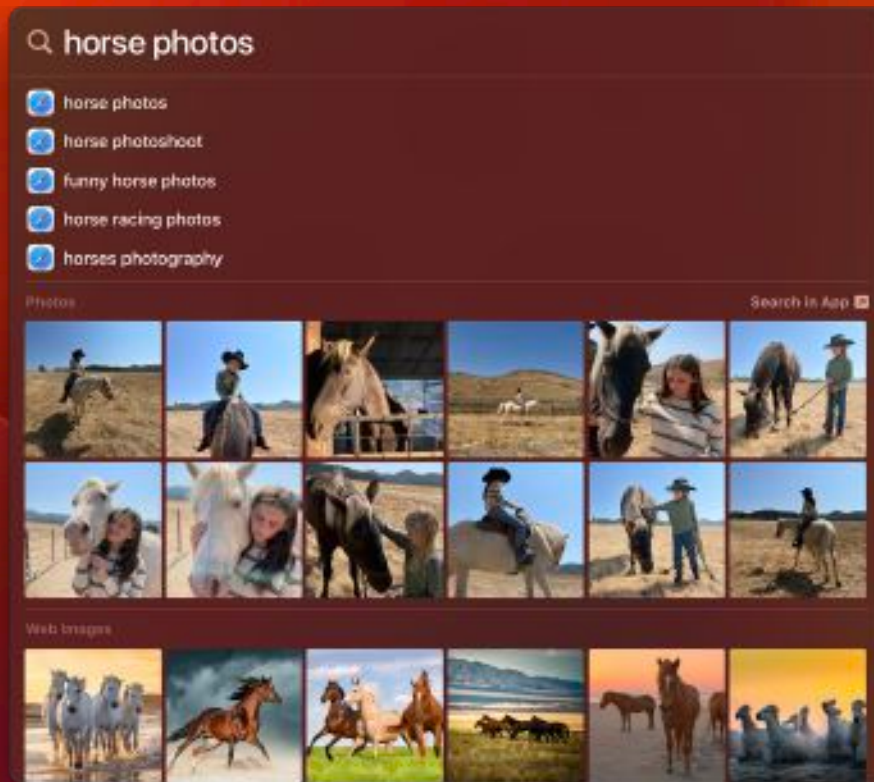 horse photos
horse photos
horse photoshoot
funny horse photos
horse racing photos
horses photography
Photos
Search in App
Web Images